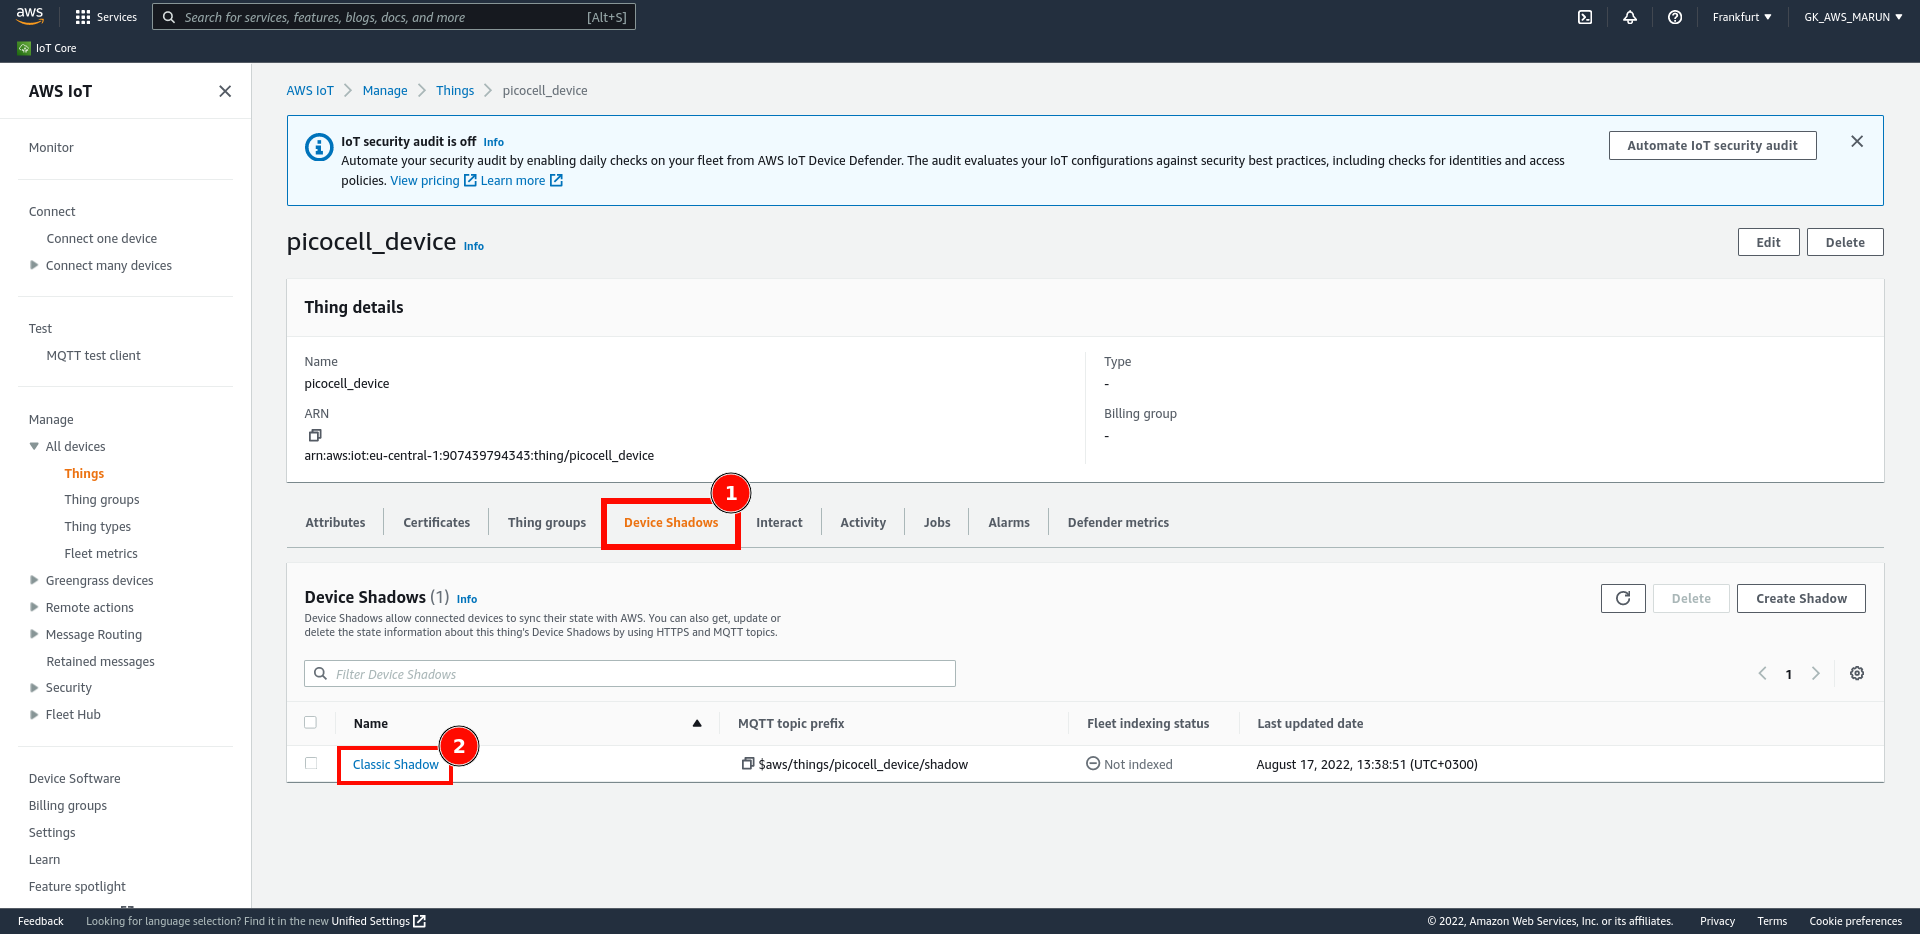 aws
Services
Search for services, features, blogs, docs, and more
[Alt+S]
Frankfurt
GK_AWS_MARUN
IoT Core
AWS IoT
Monitor
Connect
Connect one device
Connect many devices
Test
MQTT test client
Manage
All devices
Things
Thing groups
Thing types
Fleet metrics
Greengrass devices
Remote actions
Message Routing
Retained messages
Security
Fleet Hub
Device Software
Billing groups
Settings
Learn
Feature spotlight
AWS IoT
Manage
Things
picocell_device
IoT security audit is off Info
Automate your security audit by enabling daily checks on your fleet from AWS IoT Device Defender. The audit evaluates your IoT configurations against security best practices, including checks for identities and access
policies. View pricing Learn more
Automate IoT security audit
picocell_device Info
Edit
Delete
Thing details
Name
picocell_device
ARN
arn:aws:iot:eu-central-1:907439794343:thing/picocell_device
Type
-
Billing group
-
1
Attributes
Certificates
Thing groups
Device Shadows
Interact
Activity
Jobs
Alarms
Defender metrics
Device Shadows (1) Info
Device Shadows allow connected devices to sync their state with AWS. You can also get, update or
delete the state information about this thing's Device Shadows by using HTTPS and MQTT topics.
Delete
Create Shadow
Filter Device Shadows
1
Name
MQTT topic prefix
Fleet indexing status
Last updated date
2
Classic Shadow
$aws/things/picocell_device/shadow
Not indexed
August 17, 2022, 13:38:51 (UTC+0300)
Feedback
Looking for language selection? Find it in the new Unified Settings
© 2022, Amazon Web Services, Inc. or its affiliates.
Privacy
Terms
Cookie preferences